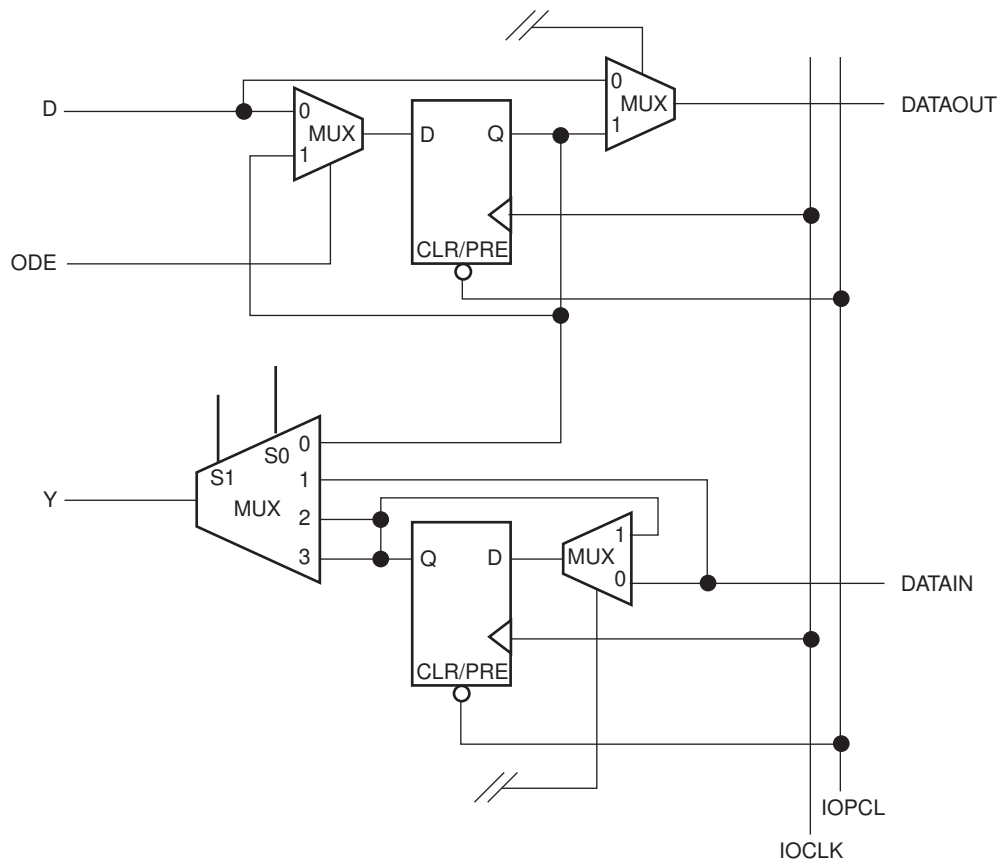 0
MUX
1
DATAOUT
D
0
MUX
1
D
Q
CLR/PRE
ODE
S1
S0
0
1
2
3
MUX
Y
Q
D
CLR/PRE
1
MUX
0
DATAIN
IOPCL
IOCLK